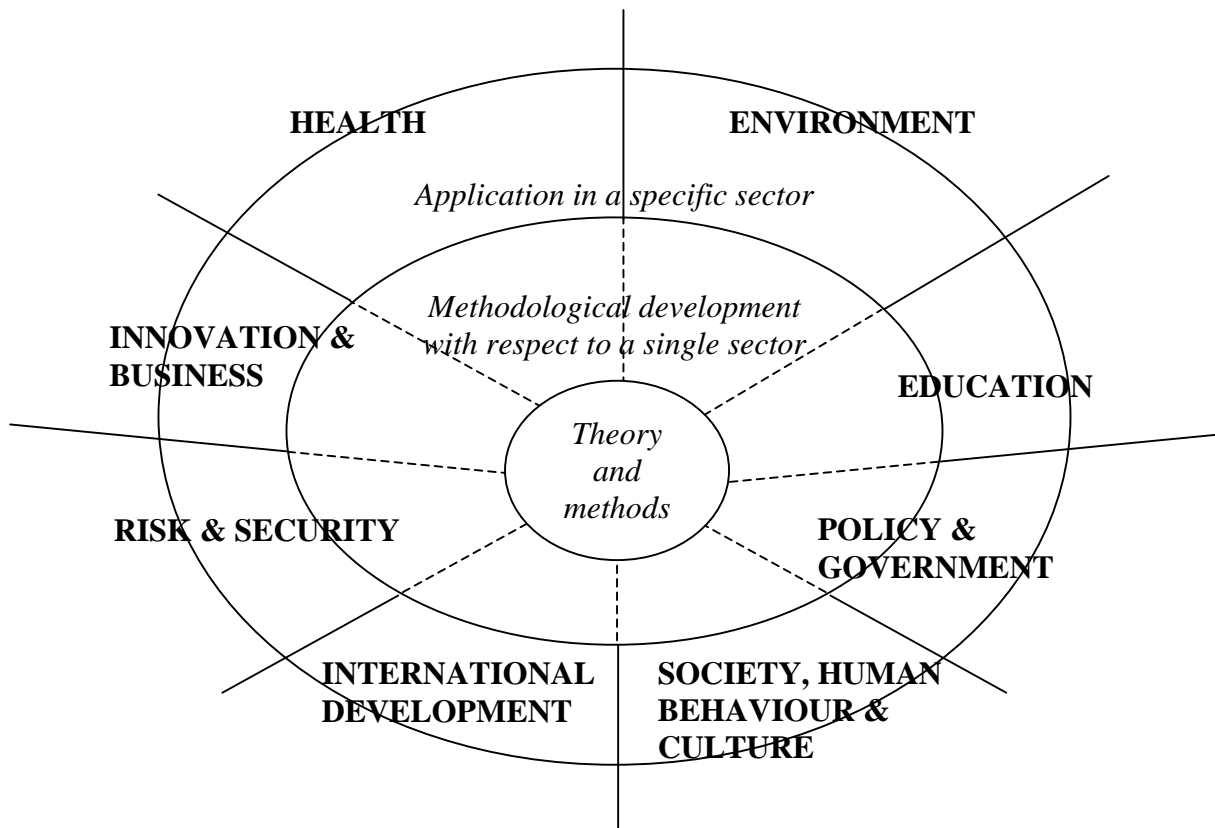 HEALTH
ENVIRONMENT
Application in a specific sector
Methodological development
with respect to a single sector
INNOVATION &
BUSINESS
EDUCATION
Theory
and
methods
RISK & SECURITY
POLICY &
GOVERNMENT
INTERNATIONAL
DEVELOPMENT
SOCIETY, HUMAN
BEHAVIOUR &
CULTURE